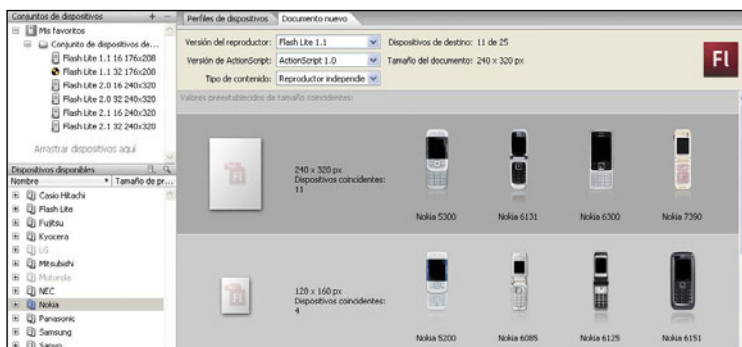 Conjuntos de dispositivos + −
Mis favoritos
Conjunto de dispositivos de...
Flash Lite 1.1 16 176x208
Flash Lite 1.1 32 176x208
Flash Lite 2.0 16 240x320
Flash Lite 2.0 32 240x320
Flash Lite 2.1 16 240x320
Flash Lite 2.1 32 240x320
Arrastrar dispositivos aquí
Dispositivos disponibles
Nombre Tamaño de pr...
Casio Hitachi
Flash Lite
Fujitsu
Kyocera
LG
Mitsubishi
Motorola
NEC
Nokia
Panasonic
Samsung
Sanyo
Perfiles de dispositivos Documento nuevo
Versión del reproductor: Flash Lite 1.1 Dispositivos de destino: 11 de 25
Versión de ActionScript: ActionScript 1.0 Tamaño del documento: 240 x 320 px
Tipo de contenido: Reproductor independie
Fl
Valores preestablecidos de tamaño coincidentes:
240 x 320 px
Dispositivos coincidentes:
11
Nokia 5300 Nokia 6131 Nokia 6300 Nokia 7390
120 x 160 px
Dispositivos coincidentes:
4
Nokia 5200 Nokia 6085 Nokia 6125 Nokia 6151